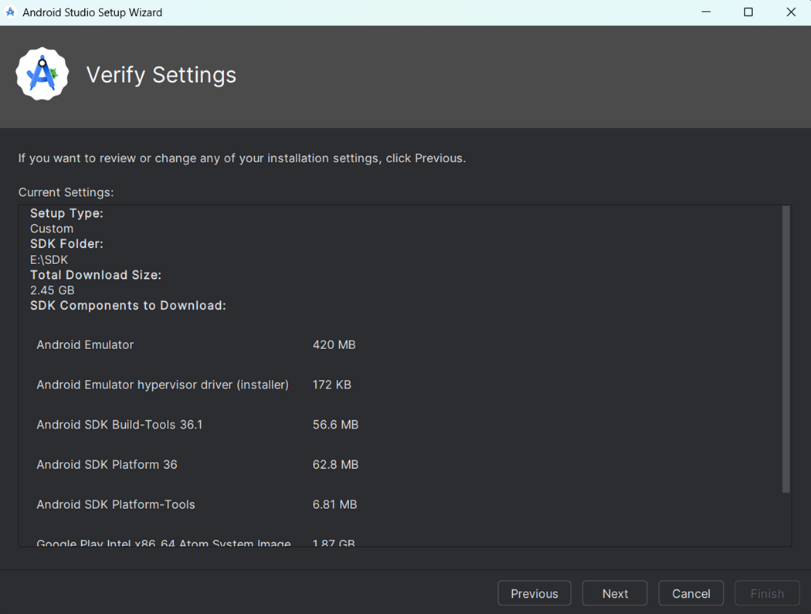 Android Studio Setup Wizard
Verify Settings
If you want to review or change any of your installation settings, click Previous.
Current Settings:
Setup Type:
Custom
SDK Folder:
E:\SDK
Total Download Size:
2.45 GB
SDK Components to Download:
Android Emulator 420 MB
Android Emulator hypervisor driver (installer) 172 KB
Android SDK Build-Tools 36.1 56.6 MB
Android SDK Platform 36 62.8 MB
Android SDK Platform-Tools 6.81 MB
Google Play Intel x86_64 Atom System Image 1.87 GB
Previous Next Cancel Finish